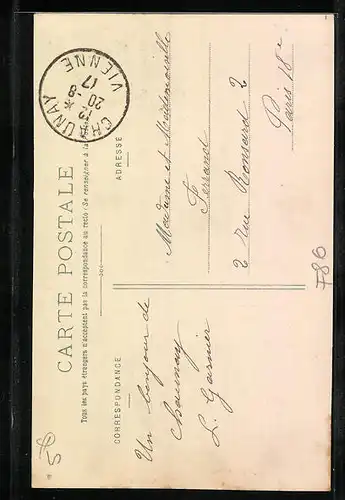 CARTE POSTALE
Tous les pays étrangers n'acceptent pas la correspondance au recto (Se renseigner à la
CORRESPONDANCE
ADRESSE
CHAUNAY
12 *
20 -8
17
VIENNE
Un bonjour de
Chaunay
L. Garnier
Madame et Mademoiselle
Ferrand
2 rue Ronsard 2
Paris 18e
58
F86